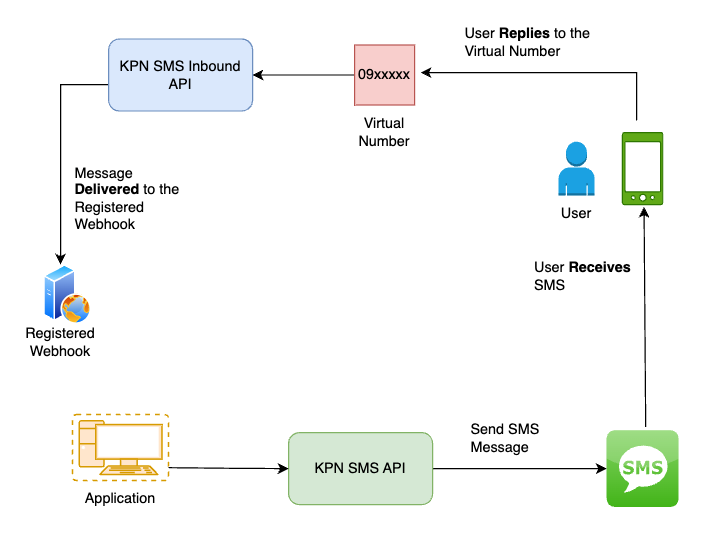 User Replies to the
Virtual Number
KPN SMS Inbound
API
09xxxxx
Virtual
Number
Message
Delivered to the
Registered
Webhook
User
User Receives
SMS
Registered
Webhook
Application
KPN SMS API
Send SMS
Message
SMS